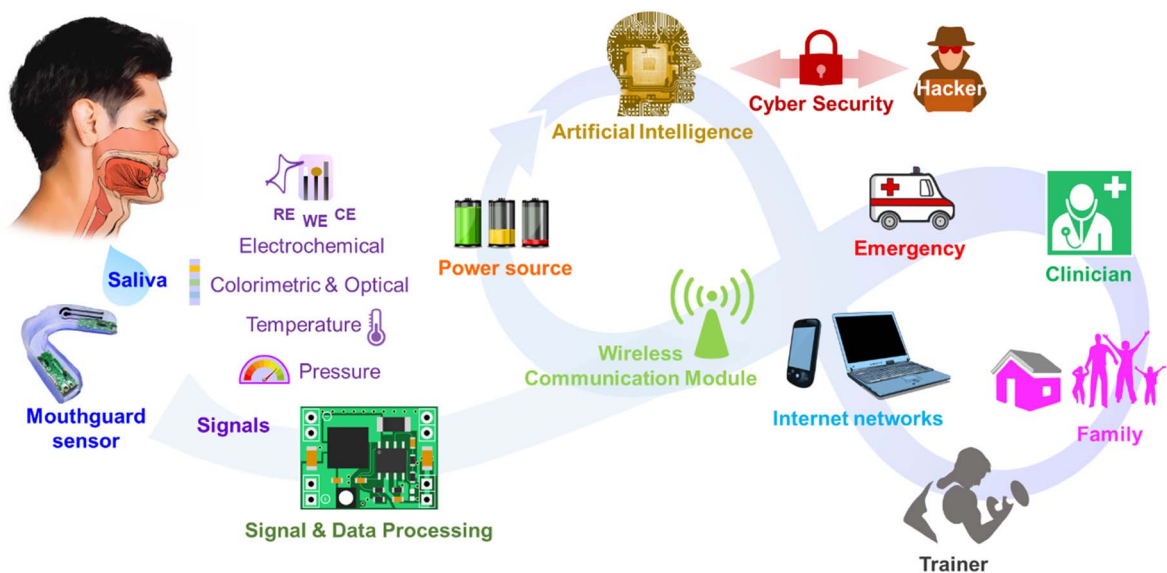 Artificial Intelligence
Cyber Security
Hacker
RE WE CE
Electrochemical
Saliva
Colorimetric & Optical
Temperature
Pressure
Mouthguard
sensor
Signals
Signal & Data Processing
Power source
Wireless
Communication Module
Emergency
Clinician
Internet networks
Family
Trainer